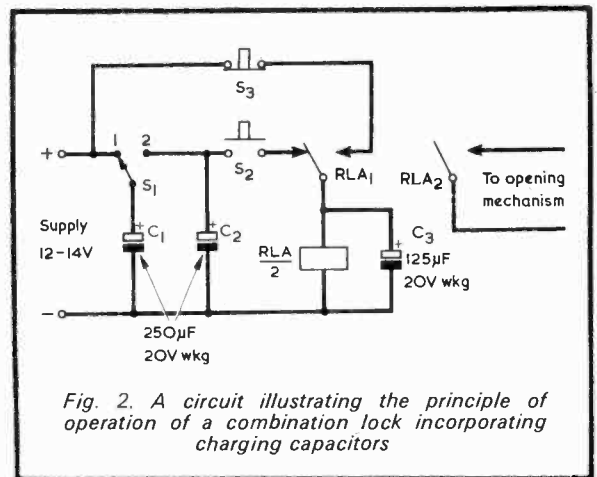 S3
1 2
+
S1
S2
RLA1
RLA2
To opening
mechanism
Supply
12-14V
+ C1
+ C2
RLA
2
+ C3
125µF
20V wkg
-
250µF
20V wkg
Fig. 2. A circuit illustrating the principle of
operation of a combination lock incorporating
charging capacitors